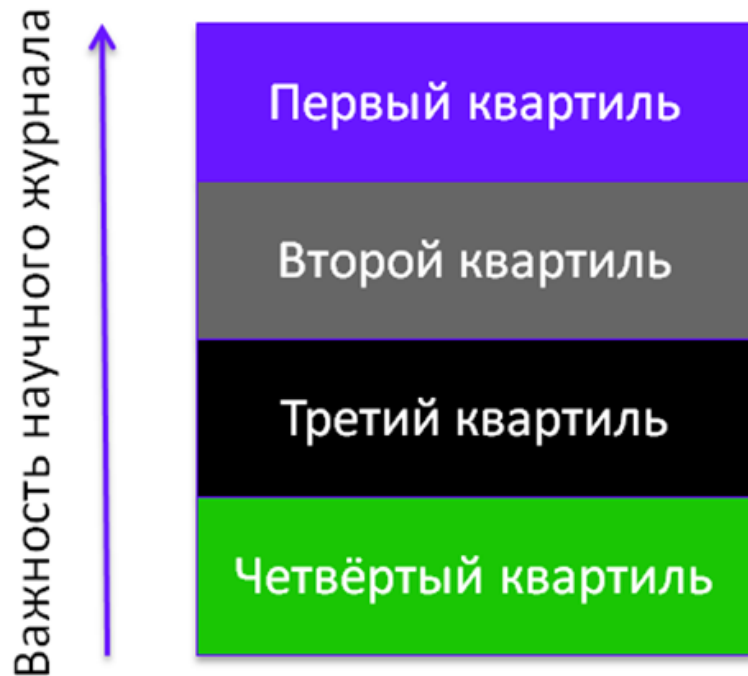 Важность научного журнала
Первый квартиль
Второй квартиль
Третий квартиль
Четвёртый квартиль